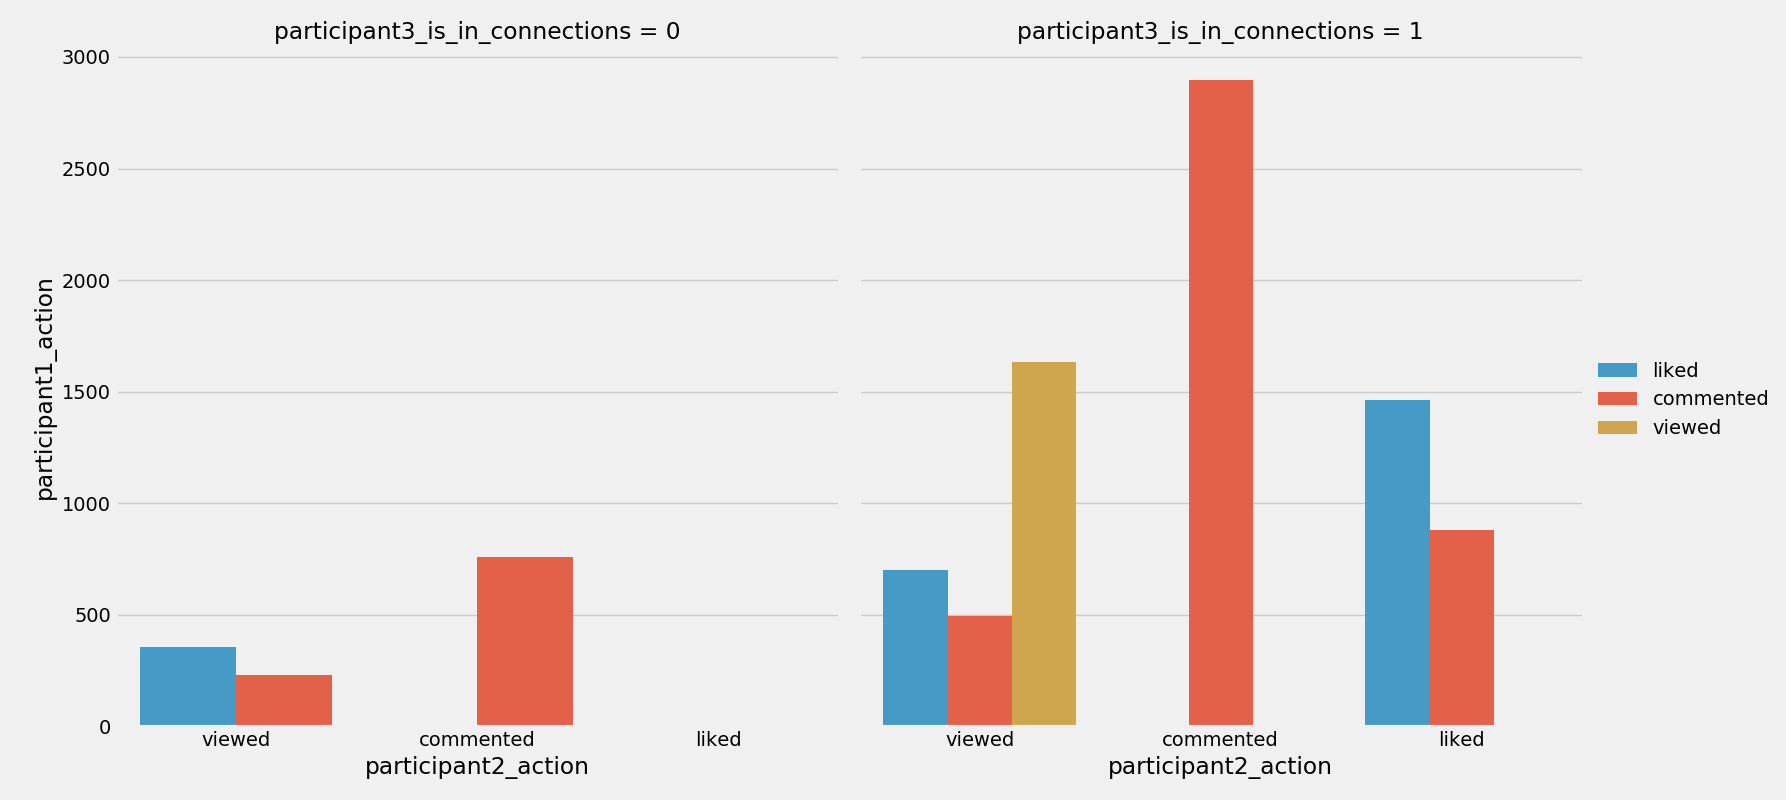 participant3_is_in_connections = 0
participant3_is_in_connections = 1
participant1_action
3000
2500
2000
1500
1000
500
0
viewed
commented
liked
participant2_action
viewed
commented
liked
participant2_action
liked
commented
viewed